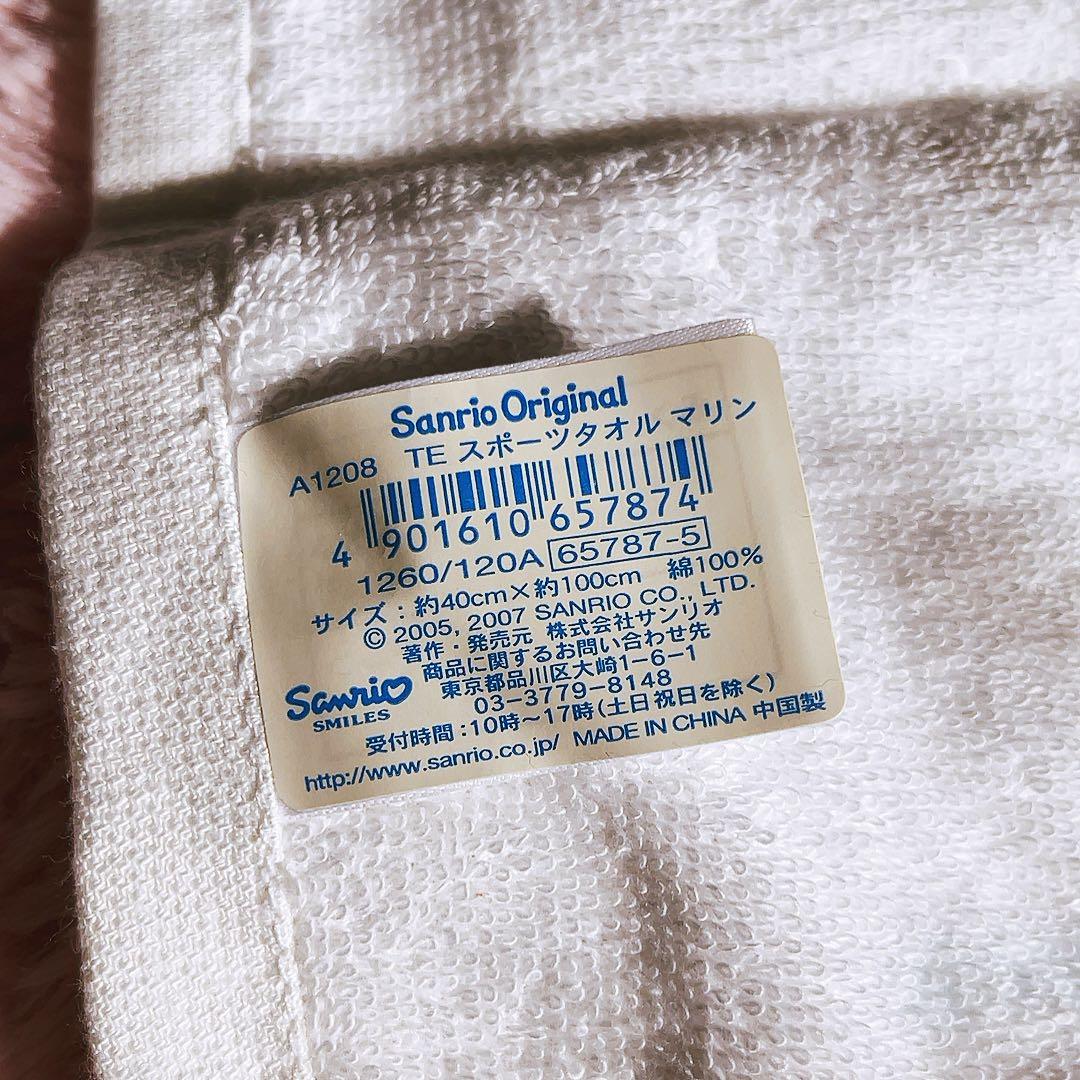 Sanrio Original
TE スポーツタオル マリン
A1208
4 901610 657874
1260/120A 65787-5
サイズ：約40cm×約100cm 綿100%
© 2005, 2007 SANRIO CO., LTD.
著作・発売元 株式会社サンリオ
商品に関するお問い合わせ先
東京都品川区大崎1-6-1
03-3779-8148
Sanrio
SMILES
受付時間：10時～17時(土日祝日を除く)
http://www.sanrio.co.jp/ MADE IN CHINA 中国製